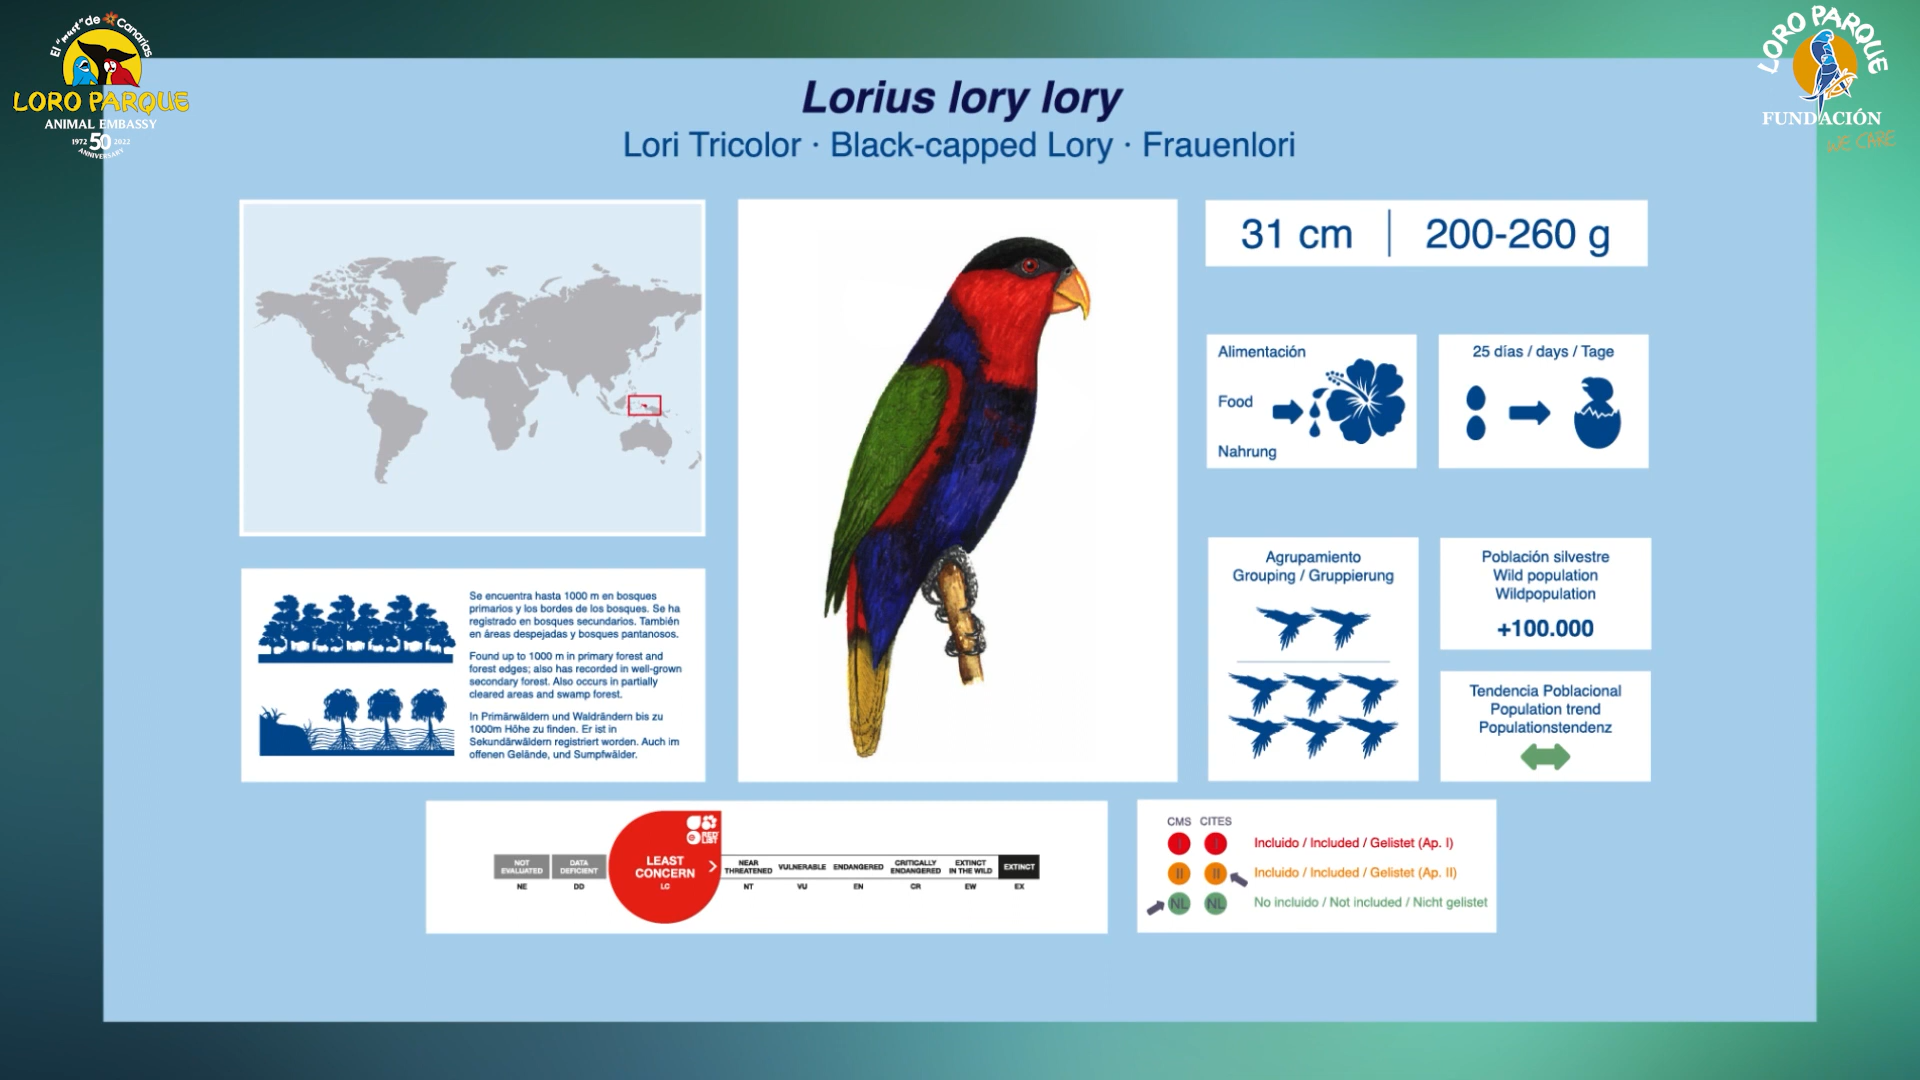 El "must" de Canarias
LORO PARQUE
ANIMAL EMBASSY
1972 50 2022
ANNIVERSARY
LORO PARQUE
FUNDACIÓN
WE CARE
Lorius lory lory
Lori Tricolor · Black-capped Lory · Frauenlori
31 cm | 200-260 g
Alimentación
Food
Nahrung
25 días / days / Tage
Se encuentra hasta 1000 m en bosques
primarios y los bordes de los bosques. Se ha
registrado en bosques secundarios. También
en áreas despejadas y bosques pantanosos.
Found up to 1000 m in primary forest and
forest edges; also has recorded in well-grown
secondary forest. Also occurs in partially
cleared areas and swamp forest.
In Primärwäldern und Waldrändern bis zu
1000m Höhe zu finden. Er ist in
Sekundärwäldern registriert worden. Auch im
offenen Gelände, und Sumpfwälder.
Agrupamiento
Grouping / Gruppierung
Población silvestre
Wild population
Wildpopulation
+100.000
Tendencia Poblacional
Population trend
Populationstendenz
RED
LIST
NOT
EVALUATED
NE
DATA
DEFICIENT
DD
LEAST
CONCERN
LC
NEAR
THREATENED
NT
VULNERABLE
VU
ENDANGERED
EN
CRITICALLY
ENDANGERED
CR
EXTINCT
IN THE WILD
EW
EXTINCT
EX
CMS CITES
I I Incluido / Included / Gelistet (Ap. I)
II II Incluido / Included / Gelistet (Ap. II)
NL NL No incluido / Not included / Nicht gelistet